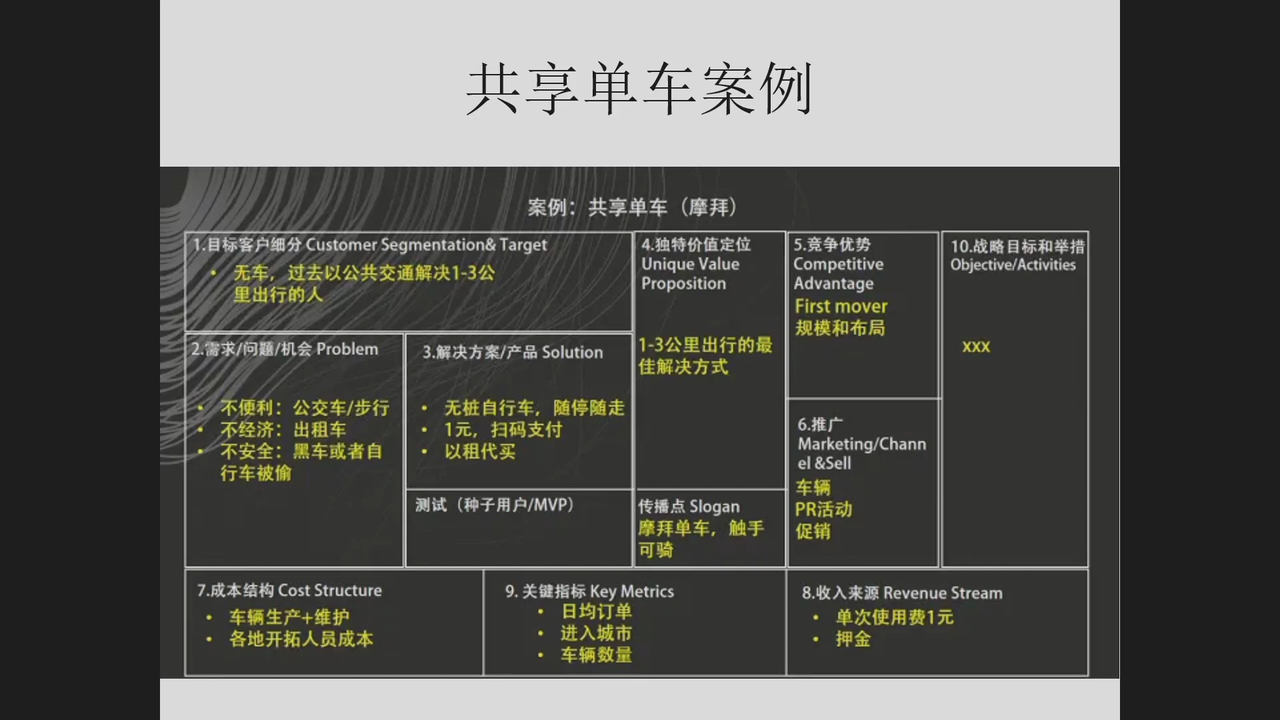 共享单车案例
案例：共享单车（摩拜）
1.目标客户细分 Customer Segmentation& Target
• 无车，过去以公共交通解决1-3公
里出行的人
2.需求/问题/机会 Problem
• 不便利：公交车/步行
• 不经济：出租车
• 不安全：黑车或者自
行车被偷
3.解决方案/产品 Solution
• 无桩自行车，随停随走
• 1元，扫码支付
• 以租代买
测试（种子用户/MVP）
4.独特价值定位
Unique Value
Proposition
1-3公里出行的最
佳解决方式
传播点 Slogan
摩拜单车，触手
可骑
5.竞争优势
Competitive
Advantage
First mover
规模和布局
6.推广
Marketing/Chann
el &Sell
车辆
PR活动
促销
10.战略目标和举措
Objective/Activities
xxx
7.成本结构 Cost Structure
• 车辆生产+维护
• 各地开拓人员成本
9. 关键指标 Key Metrics
• 日均订单
• 进入城市
• 车辆数量
8.收入来源 Revenue Stream
• 单次使用费1元
• 押金